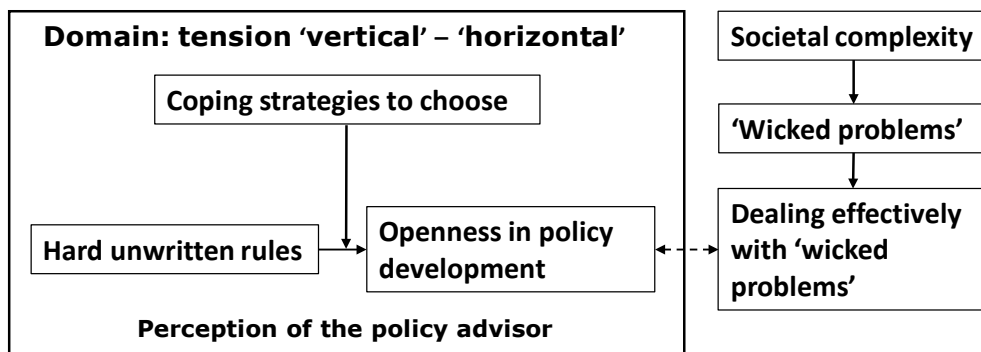 Domain: tension ‘vertical’ – ‘horizontal’
Coping strategies to choose
Hard unwritten rules
Openness in policy
development
Perception of the policy advisor
Societal complexity
‘Wicked problems’
Dealing effectively
with ‘wicked
problems’